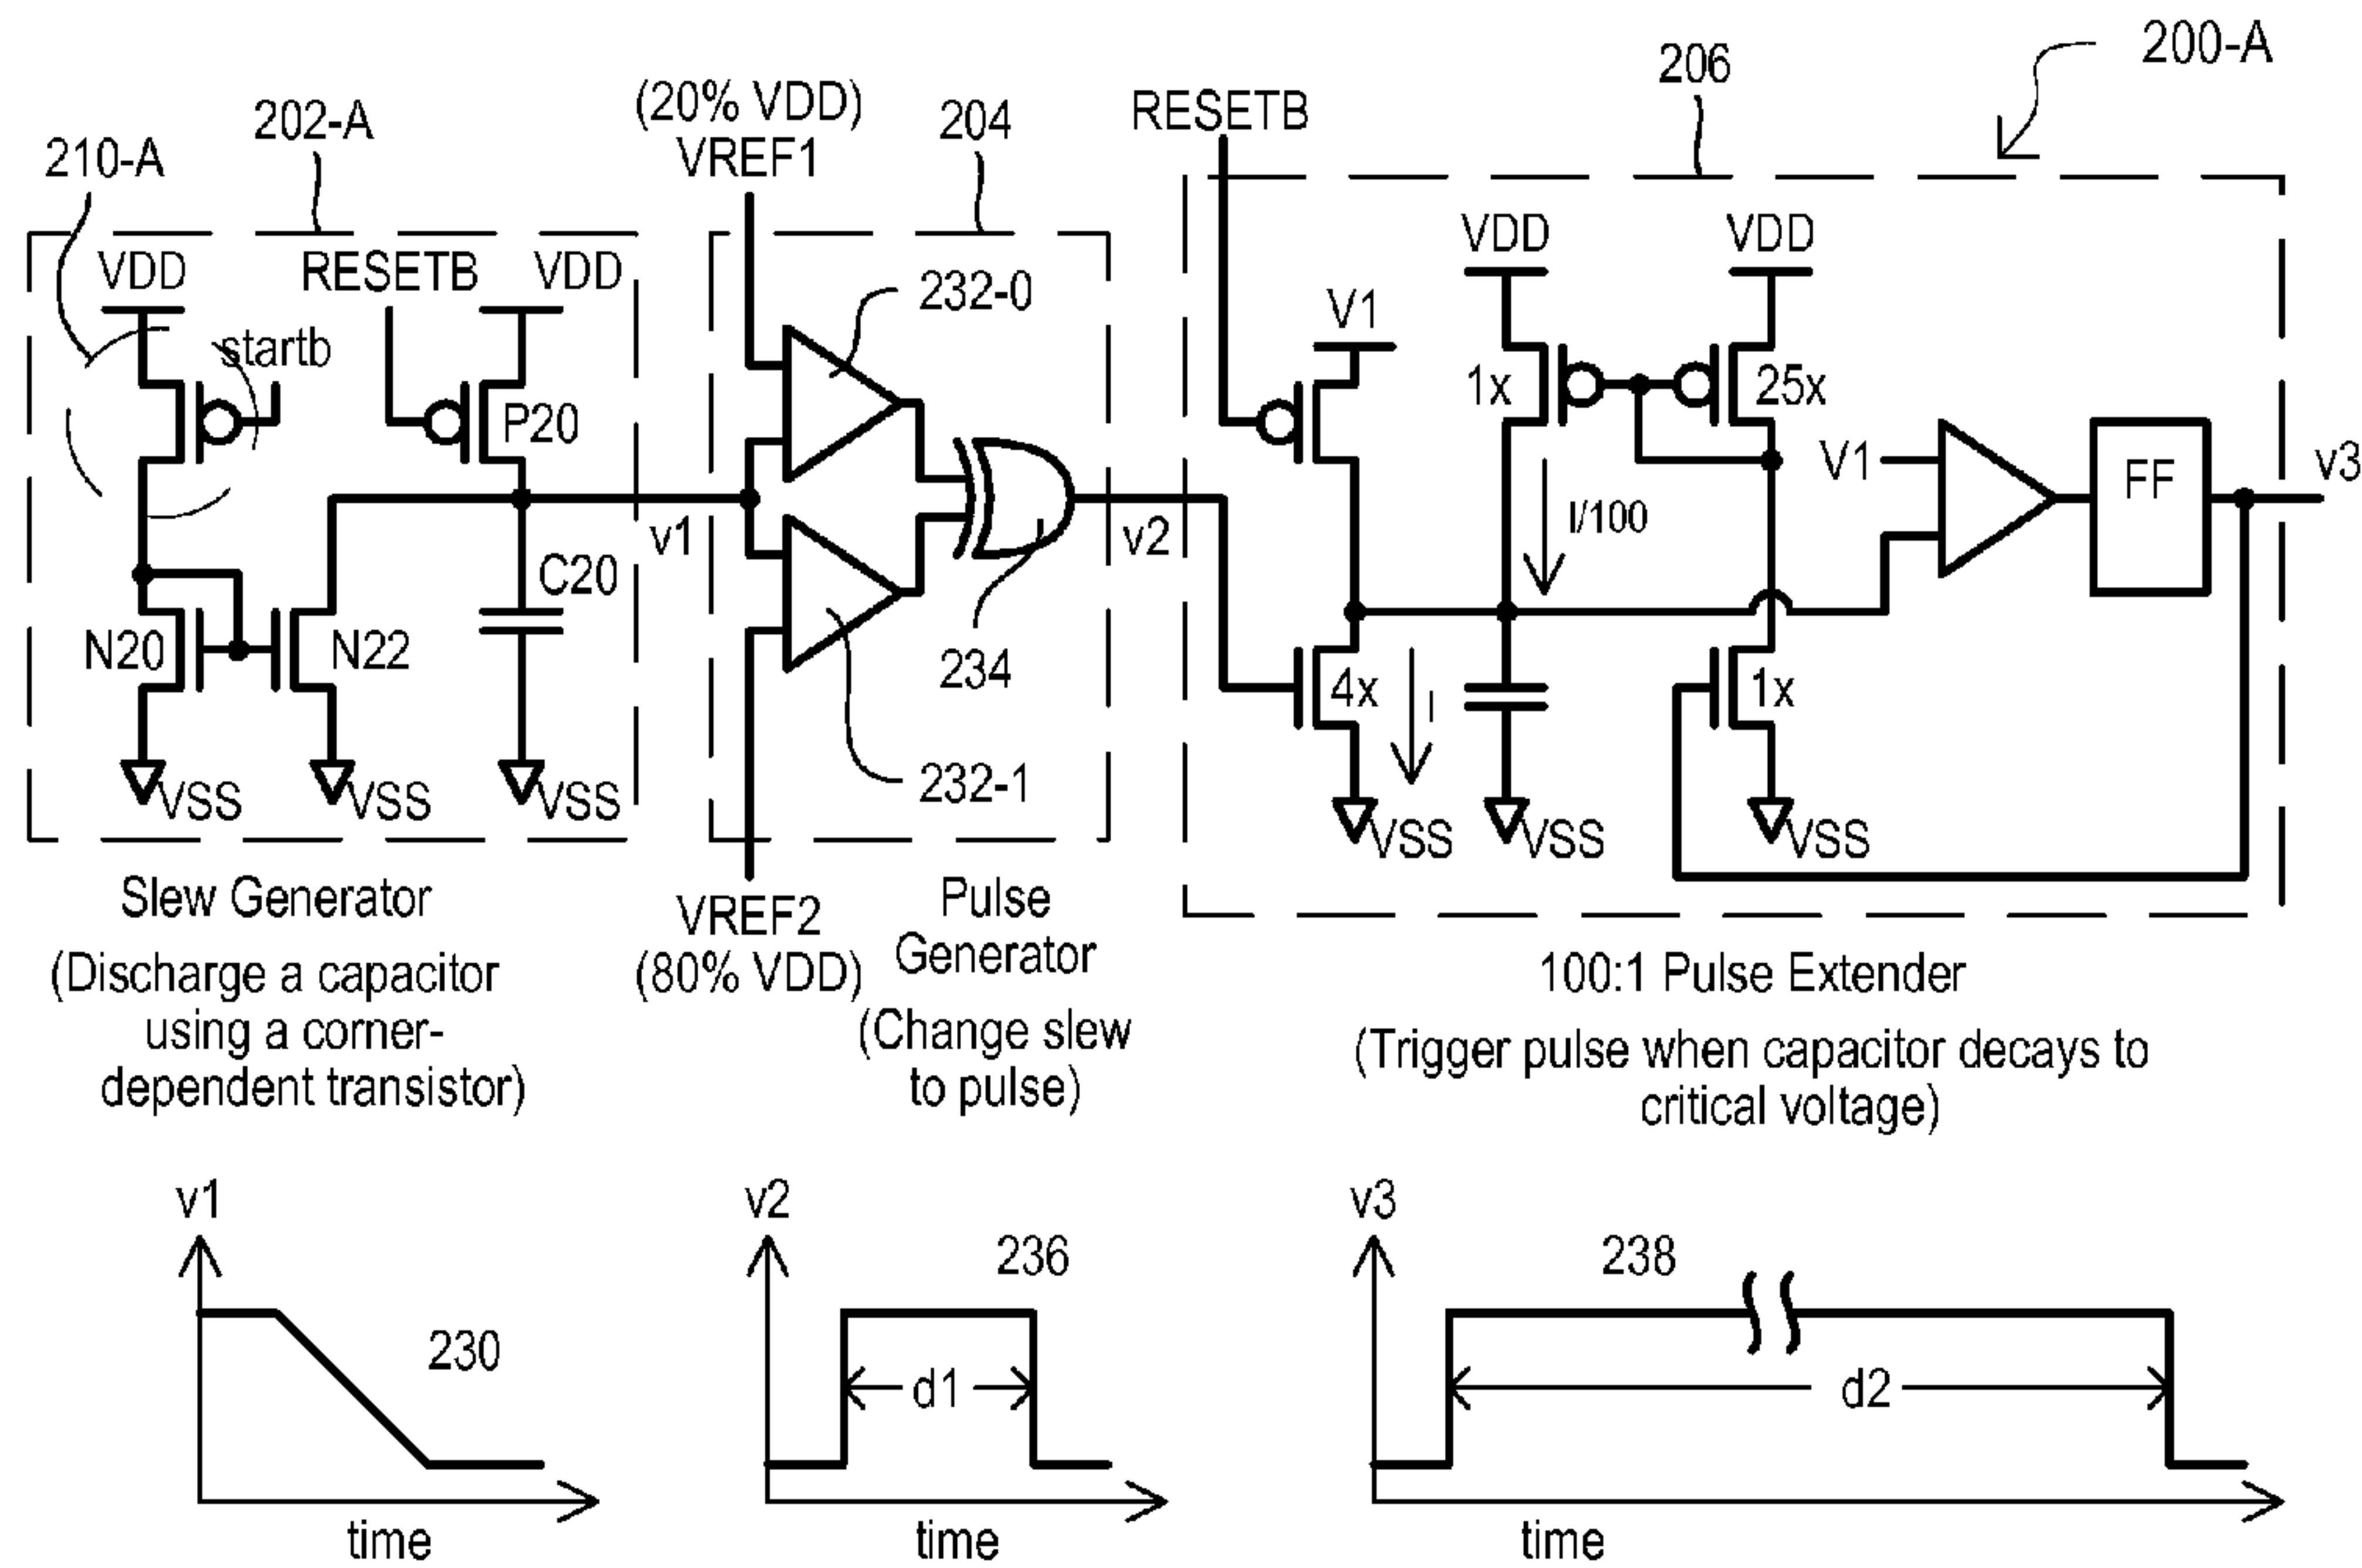 200-A
206
(20% VDD)
VREF1
204
RESETB
202-A
210-A
VDD
RESETB
VDD
startb
P20
C20
N20
N22
VSS
VSS
VSS
v1
232-0
232-1
234
v2
VREF2
(80% VDD)
V1
VDD
VDD
1x
25x
I/100
V1
FF
v3
4x
I
1x
VSS
VSS
VSS
Slew Generator
(Discharge a capacitor
using a corner-
dependent transistor)
Pulse
Generator
(Change slew
to pulse)
100:1 Pulse Extender
(Trigger pulse when capacitor decays to
critical voltage)
v1
230
time
v2
236
d1
time
v3
238
d2
time